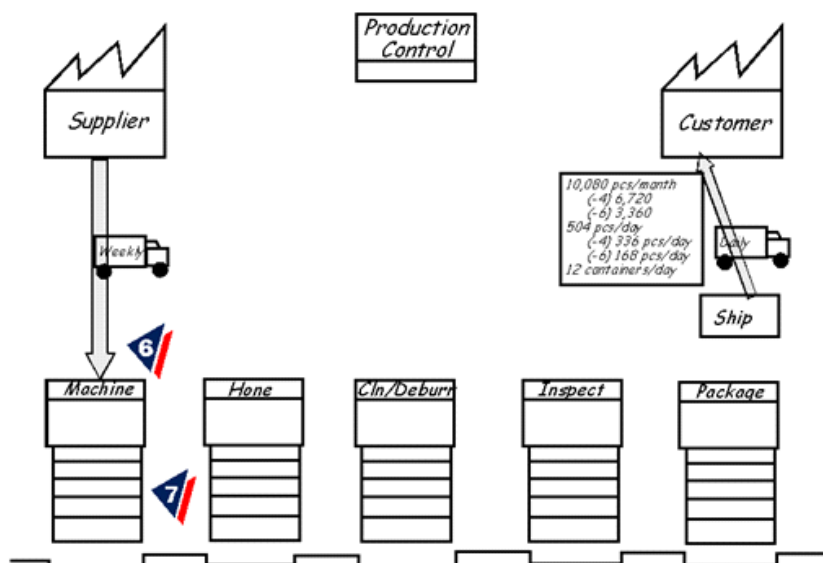 Production
Control
Supplier
Customer
10,080 pcs/month
(-4) 6,720
(-6) 3,360
504 pcs/day
(-4) 336 pcs/day
(-6) 168 pcs/day
12 containers/day
Weekly
Daily
Ship
6
Machine
Hone
Cln/Deburr
Inspect
Package
7